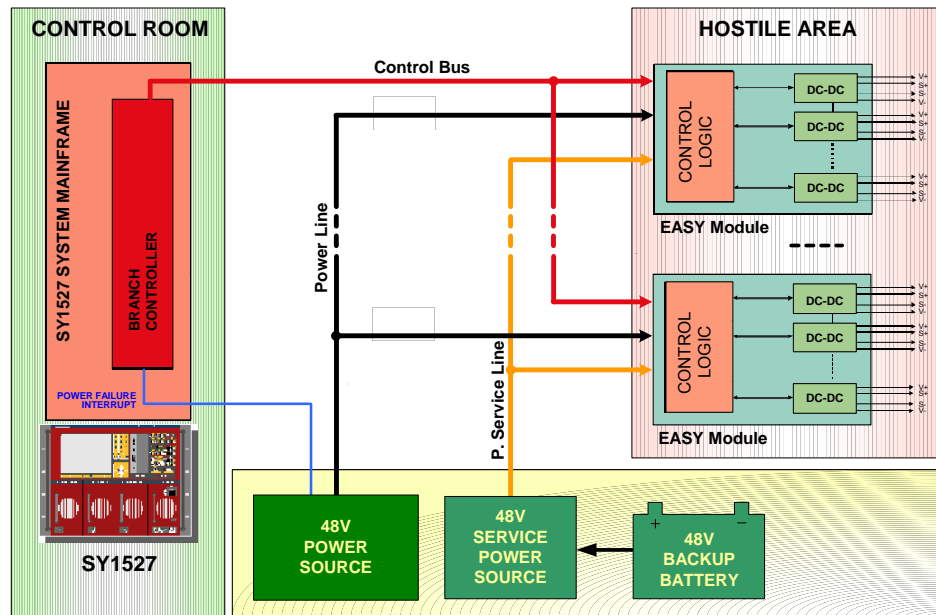 CONTROL ROOM
HOSTILE AREA
Control Bus
SY1527 SYSTEM MAINFRAME
BRANCH
CONTROLLER
POWER FAILURE
INTERRUPT
SY1527
Power Line
P. Service Line
CONTROL
LOGIC
DC-DC
V+
S+
S-
V-
DC-DC
V+
S+
S-
V-
DC-DC
V+
S+
S-
V-
EASY Module
CONTROL
LOGIC
DC-DC
V+
S+
S-
V-
DC-DC
V+
S+
S-
V-
DC-DC
V+
S+
S-
V-
EASY Module
48V
POWER
SOURCE
48V
SERVICE
POWER
SOURCE
+ −
48V
BACKUP
BATTERY